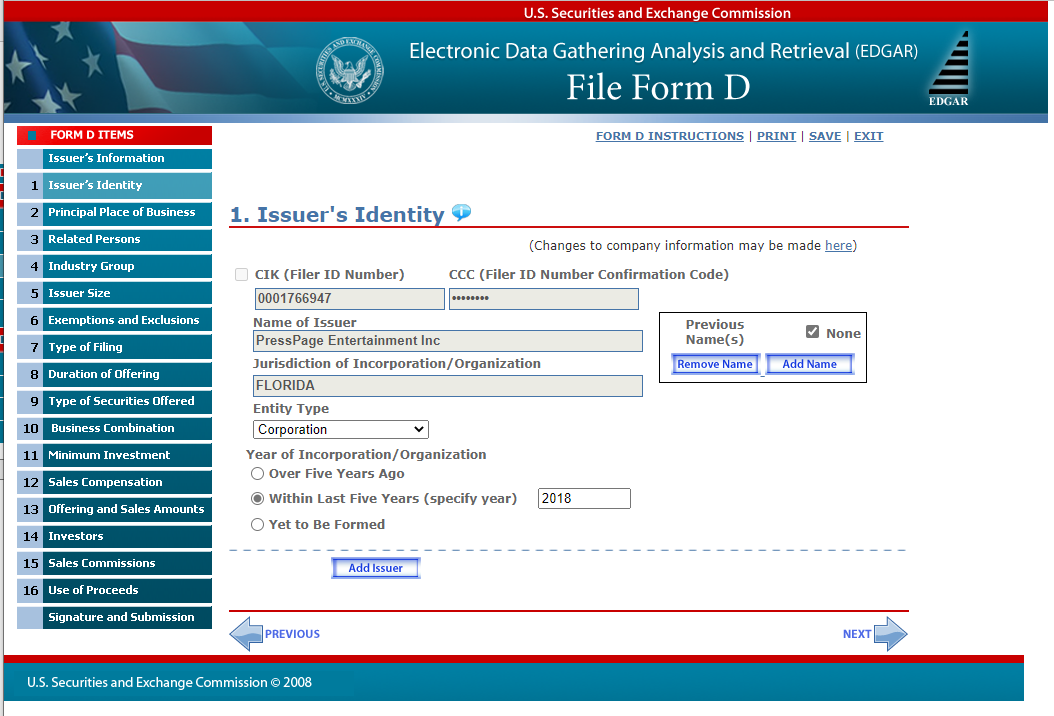 U.S. Securities and Exchange Commission
Electronic Data Gathering Analysis and Retrieval (EDGAR)
File Form D
EDGAR
FORM D ITEMS
Issuer's Information
1 Issuer's Identity
2 Principal Place of Business
3 Related Persons
4 Industry Group
5 Issuer Size
6 Exemptions and Exclusions
7 Type of Filing
8 Duration of Offering
9 Type of Securities Offered
10 Business Combination
11 Minimum Investment
12 Sales Compensation
13 Offering and Sales Amounts
14 Investors
15 Sales Commissions
16 Use of Proceeds
Signature and Submission
FORM D INSTRUCTIONS | PRINT | SAVE | EXIT
1. Issuer's Identity
(Changes to company information may be made here)
CIK (Filer ID Number) CCC (Filer ID Number Confirmation Code)
0001766947 ••••••••
Name of Issuer
PressPage Entertainment Inc
Jurisdiction of Incorporation/Organization
FLORIDA
Entity Type
Corporation
Previous
Name(s)
None
Remove Name Add Name
Year of Incorporation/Organization
Over Five Years Ago
Within Last Five Years (specify year) 2018
Yet to Be Formed
Add Issuer
PREVIOUS NEXT
U.S. Securities and Exchange Commission © 2008